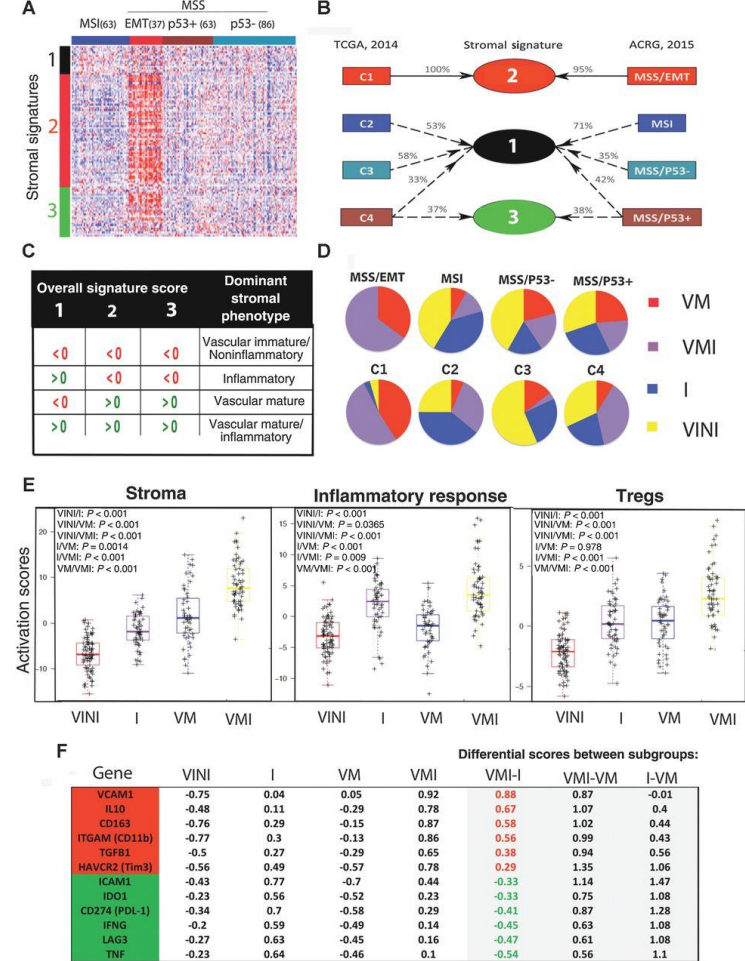 A
MSS
MSI(63) EMT(37) p53+ (63) p53- (86)
Stromal signatures
1
2
3
B
TCGA, 2014 Stromal signature ACRG, 2015
C1 100% 2 95% MSS/EMT
C2 53% 71% MSI
1
C3 58% 35% MSS/P53-
33% 42%
C4 37% 3 38% MSS/P53+
C
Overall signature score Dominant stromal phenotype
1 2 3
<0 <0 <0 Vascular immature/
Noninflammatory
>0 <0 <0 Inflammatory
<0 >0 >0 Vascular mature
>0 >0 >0 Vascular mature/
inflammatory
D
MSS/EMT MSI MSS/P53- MSS/P53+
C1 C2 C3 C4
VM
VMI
I
VINI
E
Activation scores
Stroma
VINI/I: P < 0.001
VINI/VM: P < 0.001
VINI/VMI: P < 0.001
I/VM: P = 0.0014
I/VMI: P < 0.001
VM/VMI: P < 0.001
20
10
0
-10
VINI I VM VMI
Inflammatory response
VINI/I: P < 0.001
VINI/VM: P = 0.0365
VINI/VMI: P < 0.001
I/VM: P < 0.001
I/VMI: P = 0.009
VM/VMI: P < 0.001
15
10
5
0
-5
-10
VINI I VM VMI
Tregs
VINI/I: P < 0.001
VINI/VM: P < 0.001
VINI/VMI: P < 0.001
I/VM: P = 0.978
I/VMI: P < 0.001
VM/VMI: P < 0.001
5
0
-5
VINI I VM VMI
F
Differential scores between subgroups:
Gene VINI I VM VMI VMI-I VMI-VM I-VM
VCAM1 -0.75 0.04 0.05 0.92 0.88 0.87 -0.01
IL10 -0.48 0.11 -0.29 0.78 0.67 1.07 0.4
CD163 -0.76 0.29 -0.15 0.87 0.58 1.02 0.44
ITGAM (CD11b) -0.77 0.3 -0.13 0.86 0.56 0.99 0.43
TGFB1 -0.5 0.27 -0.29 0.65 0.38 0.94 0.56
HAVCR2 (Tim3) -0.56 0.49 -0.57 0.78 0.29 1.35 1.06
ICAM1 -0.43 0.77 -0.7 0.44 -0.33 1.14 1.47
IDO1 -0.23 0.56 -0.52 0.23 -0.33 0.75 1.08
CD274 (PDL-1) -0.34 0.7 -0.58 0.29 -0.41 0.87 1.28
IFNG -0.2 0.59 -0.49 0.14 -0.45 0.63 1.08
LAG3 -0.27 0.63 -0.45 0.16 -0.47 0.61 1.08
TNF -0.23 0.64 -0.46 0.1 -0.54 0.56 1.1